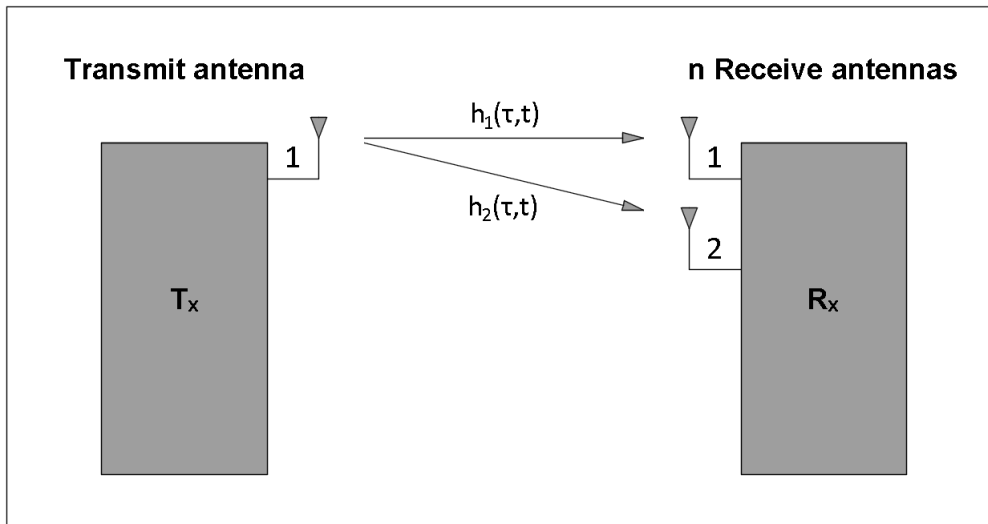 Transmit antenna
n Receive antennas
h₁(τ,t)
1
1
h₂(τ,t)
2
Tₓ
Rₓ